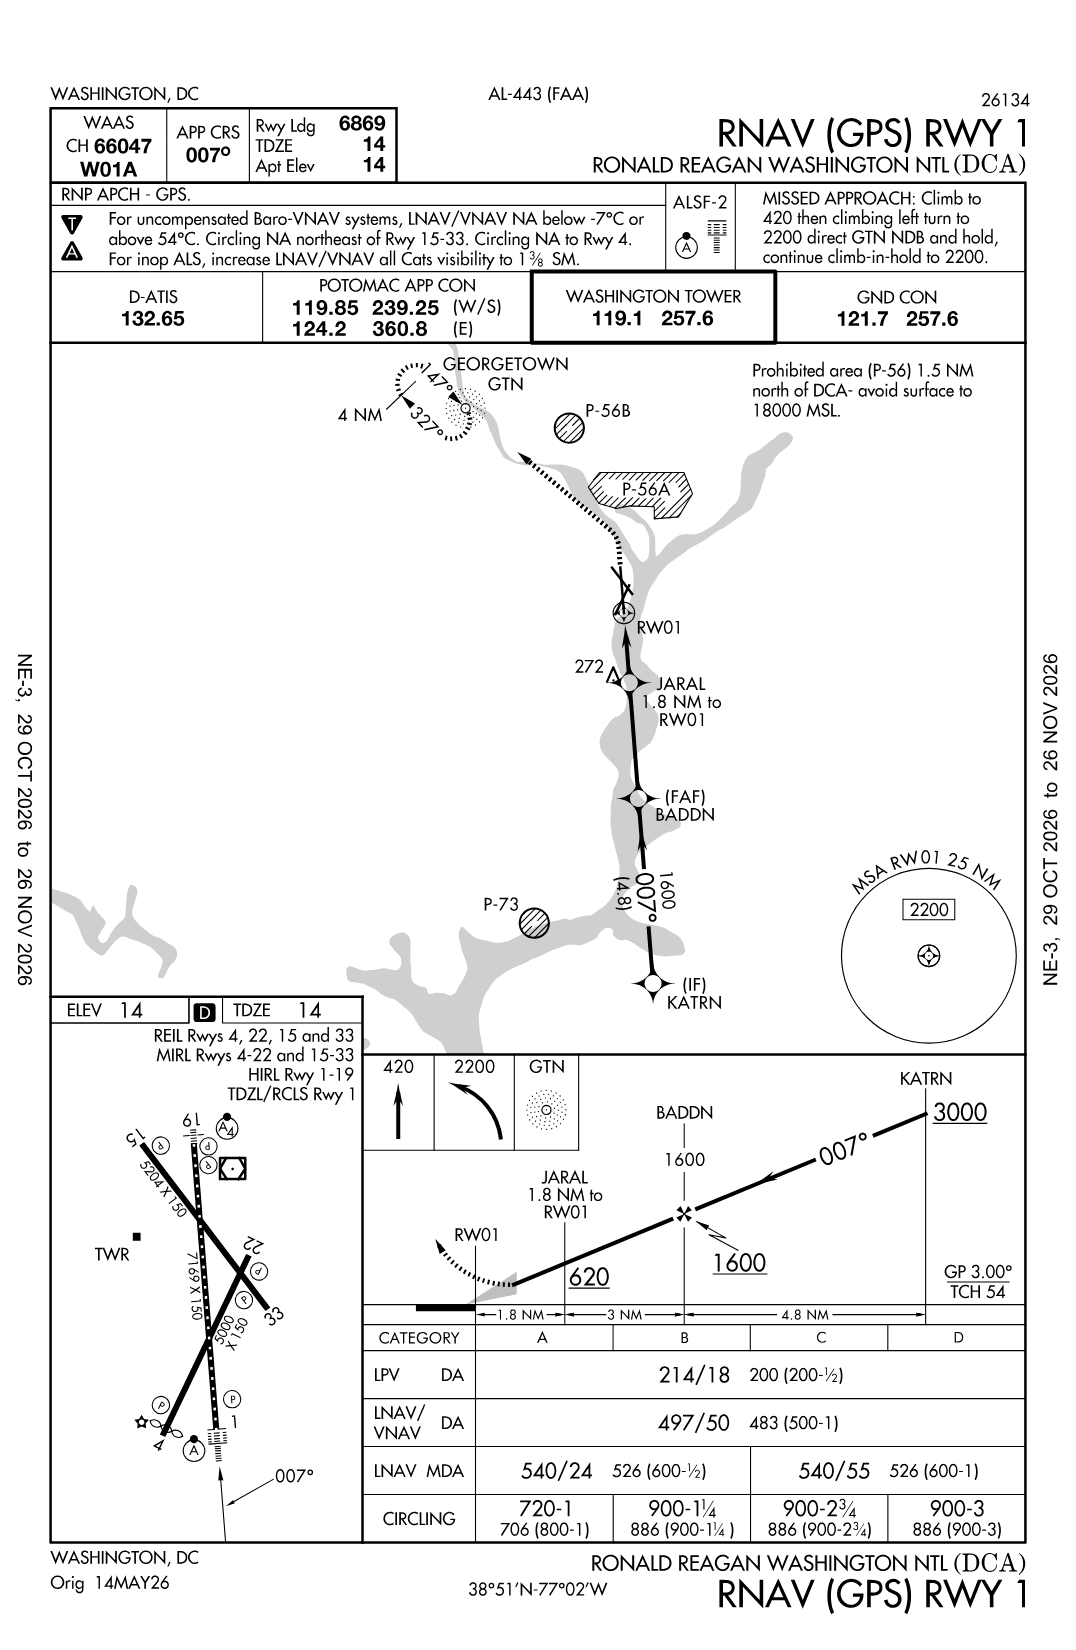 WASHINGTON, DC
AL-443 (FAA)
26134
WAAS
CH 66047
W01A
APP CRS
007°
Rwy Ldg 6869
TDZE 14
Apt Elev 14
RNAV (GPS) RWY 1
RONALD REAGAN WASHINGTON NTL (DCA)
RNP APCH - GPS.
T
A
For uncompensated Baro-VNAV systems, LNAV/VNAV NA below -7°C or
above 54°C. Circling NA northeast of Rwy 15-33. Circling NA to Rwy 4.
For inop ALS, increase LNAV/VNAV all Cats visibility to 1⅜ SM.
ALSF-2
A
MISSED APPROACH: Climb to
420 then climbing left turn to
2200 direct GTN NDB and hold,
continue climb-in-hold to 2200.
D-ATIS
132.65
POTOMAC APP CON
119.85 239.25 (W/S)
124.2 360.8 (E)
WASHINGTON TOWER
119.1 257.6
GND CON
121.7 257.6
GEORGETOWN
GTN
147°
327°
4 NM
P-56B
P-56A
Prohibited area (P-56) 1.5 NM
north of DCA- avoid surface to
18000 MSL.
RW01
272
JARAL
1.8 NM to
RW01
(FAF)
BADDN
1600
007°
(4.8)
P-73
(IF)
KATRN
MSA RW01 25 NM
2200
NE-3, 29 OCT 2026 to 26 NOV 2026
NE-3, 29 OCT 2026 to 26 NOV 2026
ELEV 14
D
TDZE 14
REIL Rwys 4, 22, 15 and 33
MIRL Rwys 4-22 and 15-33
HIRL Rwy 1-19
TDZL/RCLS Rwy 1
19
A4
15
P
P
P
5204 X 150
TWR
22
7169 X 150
P
P
33
5000
X 150
P
P
1
4
A
007°
420
2200
GTN
KATRN
3000
BADDN
1600
007°
JARAL
1.8 NM to
RW01
RW01
620
1600
GP 3.00°
TCH 54
1.8 NM
3 NM
4.8 NM
CATEGORY A B C D
LPV DA 214/18 200 (200-½)
LNAV/
VNAV DA 497/50 483 (500-1)
LNAV MDA 540/24 526 (600-½) 540/55 526 (600-1)
CIRCLING
720-1 900-1¼ 900-2¾ 900-3
706 (800-1) 886 (900-1¼ ) 886 (900-2¾) 886 (900-3)
WASHINGTON, DC
Orig 14MAY26
38°51'N-77°02'W
RONALD REAGAN WASHINGTON NTL (DCA)
RNAV (GPS) RWY 1